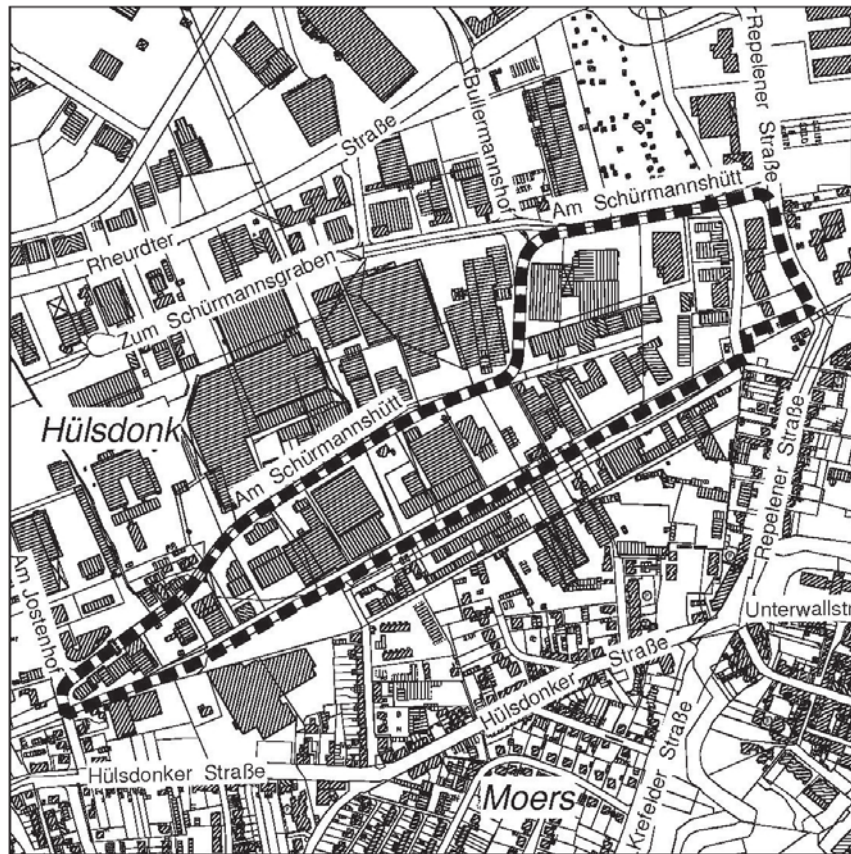 Repelener Straße
Bullermannshof
Straße
Rheurdter
Am Schürmannshütt
Zum Schürmannsgraben
Hülsdonk
Am Schürmannshütt
Am Jostenhof
Repelener Straße
Unterwallstr
Hülsdonker Straße
Hülsdonker Straße
Moers
Krefelder Straße